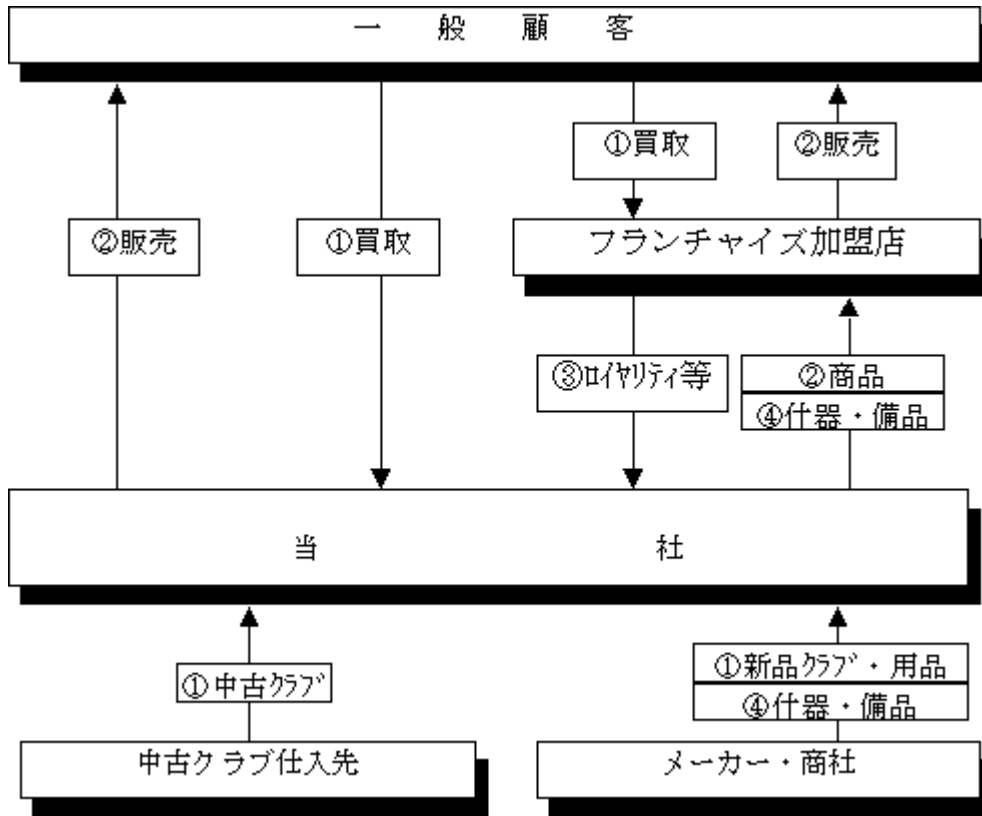 一般顧客
①買取
②販売
②販売
①買取
フランチャイズ加盟店
③ﾛｲﾔﾘﾃｨ等
②商品
④什器・備品
当社
①中古ｸﾗﾌﾞ
①新品ｸﾗﾌﾞ・用品
④什器・備品
中古クラブ仕入先
メーカー・商社